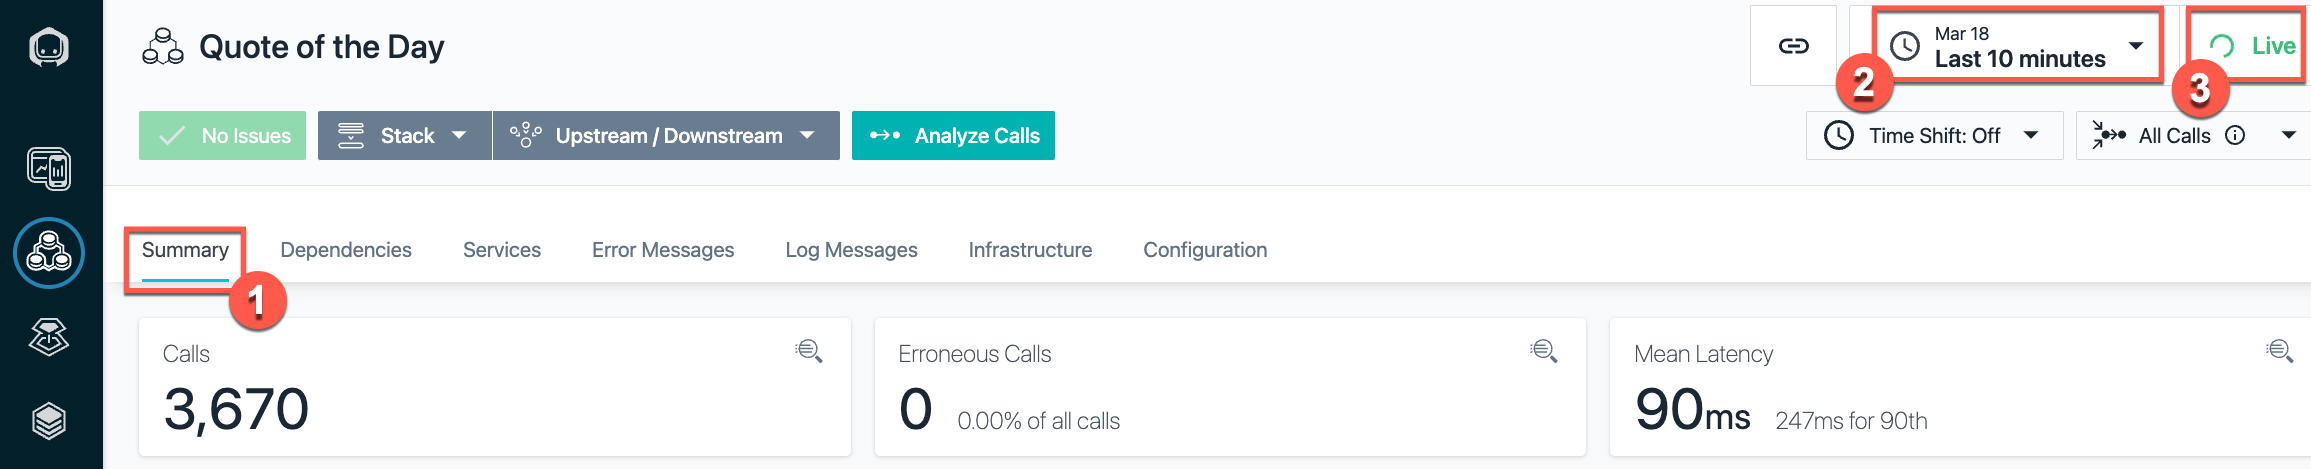 Quote of the Day
Mar 18
Last 10 minutes
Live
2
3
No Issues
Stack
Upstream / Downstream
Analyze Calls
Time Shift: Off
All Calls
Summary
Dependencies
Services
Error Messages
Log Messages
Infrastructure
Configuration
1
Calls
3,670
Erroneous Calls
0 0.00% of all calls
Mean Latency
90ms 247ms for 90th